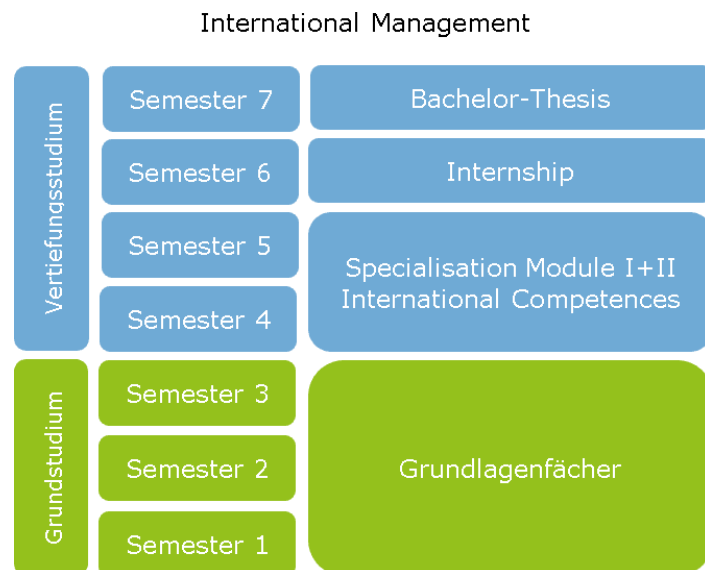 International Management
Vertiefungsstudium
Semester 7
Bachelor-Thesis
Semester 6
Internship
Semester 5
Semester 4
Specialisation Module I+II
International Competences
Grundstudium
Semester 3
Semester 2
Semester 1
Grundlagenfächer